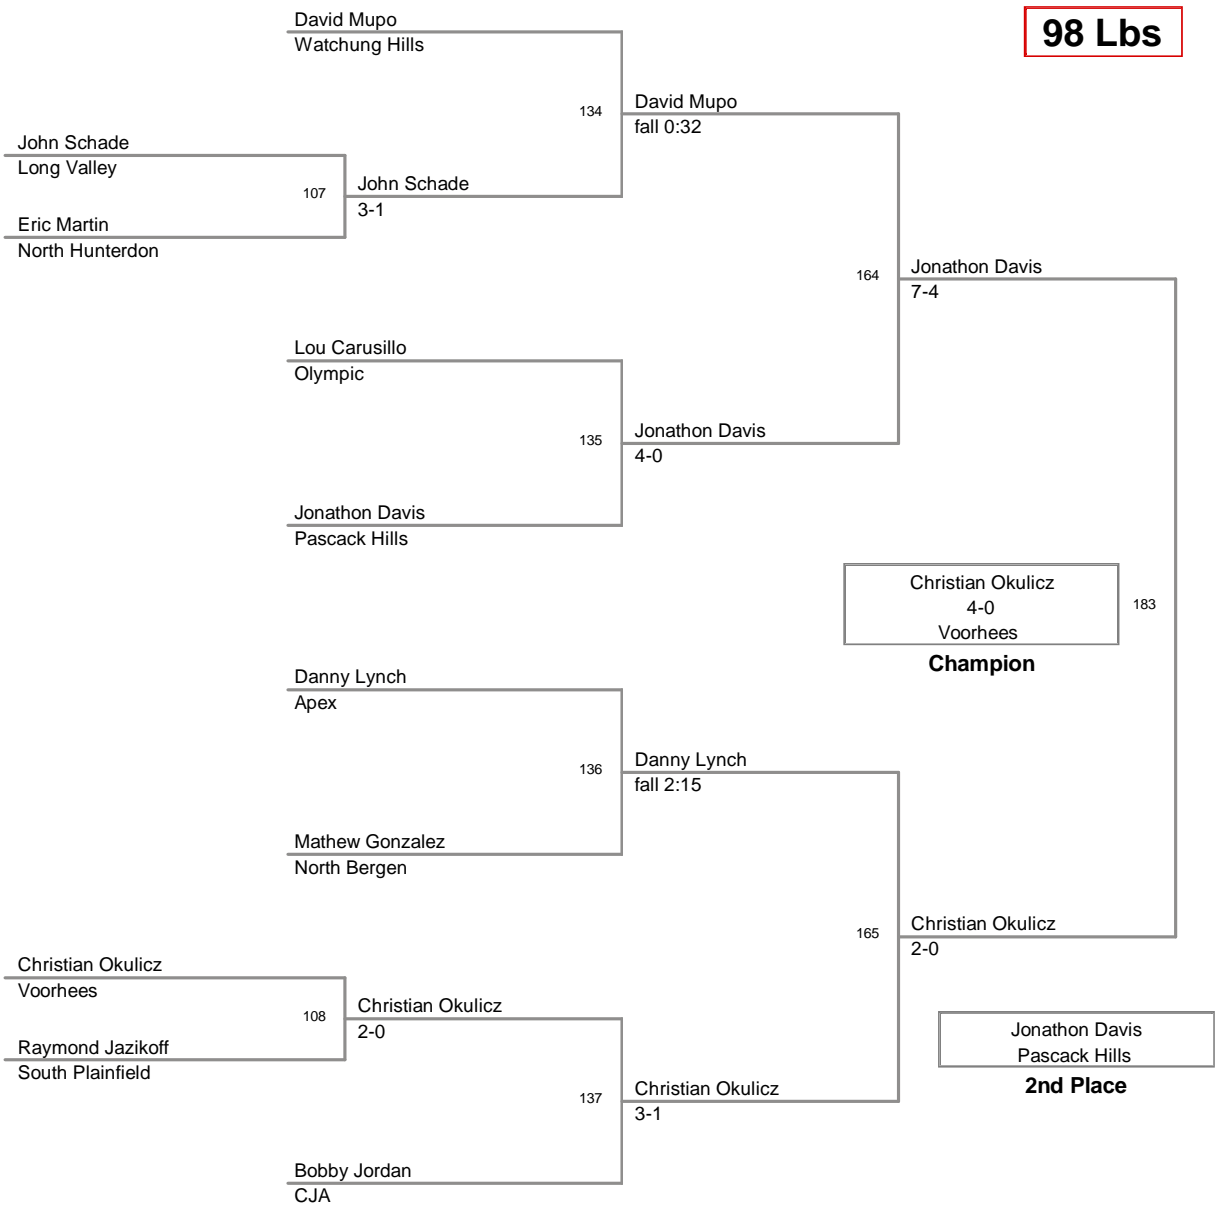 David Mupo
Watchung Hills
98 Lbs
134
David Mupo
fall 0:32
John Schade
Long Valley
107
John Schade
3-1
Eric Martin
North Hunterdon
164
Jonathon Davis
7-4
Lou Carusillo
Olympic
135
Jonathon Davis
4-0
Jonathon Davis
Pascack Hills
Christian Okulicz
4-0
Voorhees
183
Champion
Danny Lynch
Apex
136
Danny Lynch
fall 2:15
Mathew Gonzalez
North Bergen
165
Christian Okulicz
2-0
Christian Okulicz
Voorhees
108
Christian Okulicz
2-0
Raymond Jazikoff
South Plainfield
Jonathon Davis
Pascack Hills
2nd Place
137
Christian Okulicz
3-1
Bobby Jordan
CJA